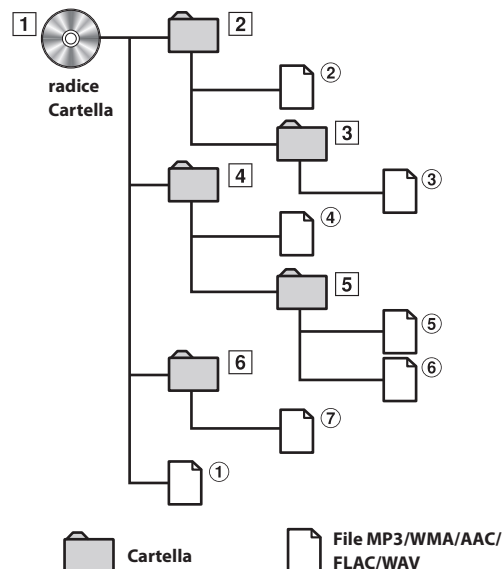 1
2
radice
Cartella
②
3
③
4
④
5
⑤
⑥
6
⑦
①
Cartella
File MP3/WMA/AAC/
FLAC/WAV